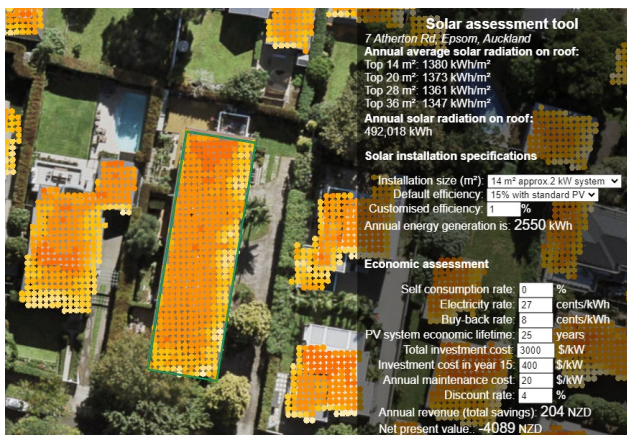 Solar assessment tool
7 Atherton Rd, Epsom, Auckland
Annual average solar radiation on roof:
Top 14 m²: 1380 kWh/m²
Top 20 m²: 1373 kWh/m²
Top 28 m²: 1361 kWh/m²
Top 36 m²: 1347 kWh/m²
Annual solar radiation on roof:
492,018 kWh
Solar installation specifications
Installation size (m²): 14 m² approx.2 kW system
Default efficiency: 15% with standard PV
Customised efficiency: 1 %
Annual energy generation is: 2550 kWh
Economic assessment
Self consumption rate: 0 %
Electricity rate: 27 cents/kWh
Buy-back rate: 8 cents/kWh
PV system economic lifetime: 25 years
Total investment cost: 3000 $/kW
Investment cost in year 15: 400 $/kW
Annual maintenance cost: 20 $/kW
Discount rate: 4 %
Annual revenue (total savings): 204 NZD
Net present value.: -4089 NZD